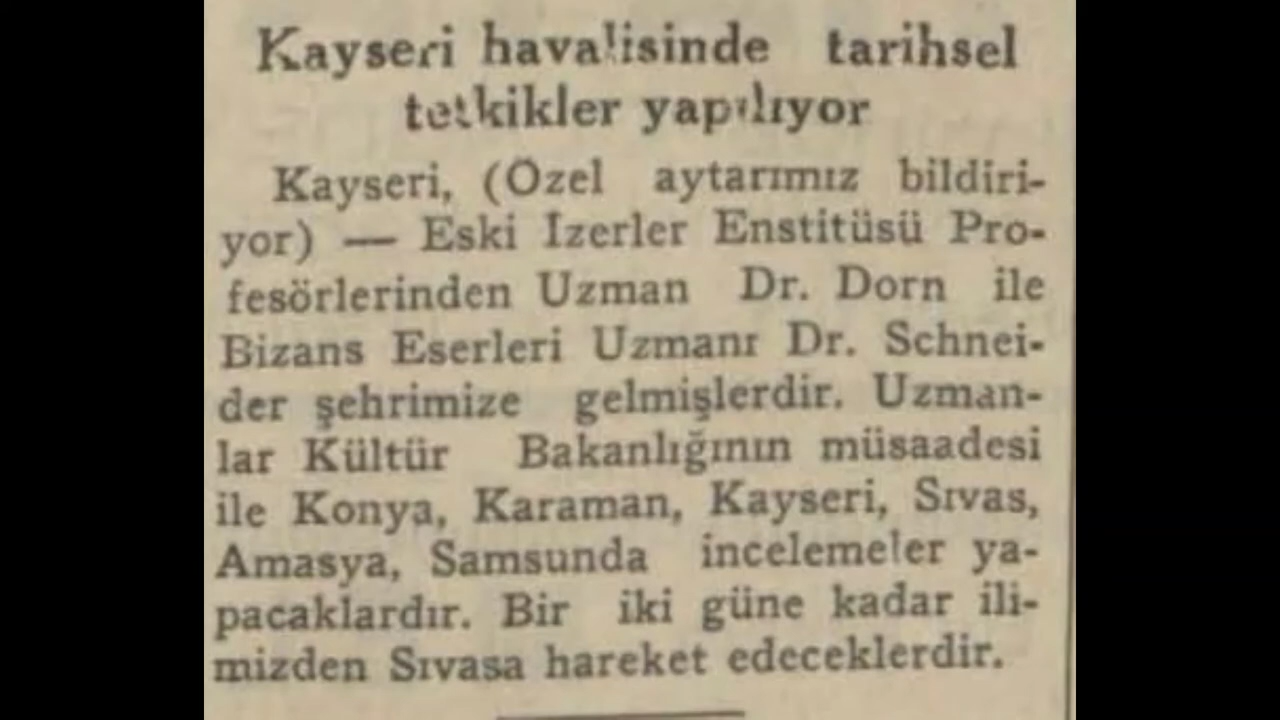 Kayseri havalisinde tarihsel
tetkikler yapılıyor
Kayseri, (Özel aytarımız bildiri-
yor) — Eski İzerler Enstitüsü Pro-
fesörlerinden Uzman Dr. Dorn ile
Bizans Eserleri Uzmanı Dr. Schnei-
der şehrimize gelmişlerdir. Uzman-
lar Kültür Bakanlığının müsaadesi
ile Konya, Karaman, Kayseri, Sıvas,
Amasya, Samsunda incelemeler ya-
pacaklardır. Bir iki güne kadar ili-
mizden Sıvasa hareket edeceklerdir.